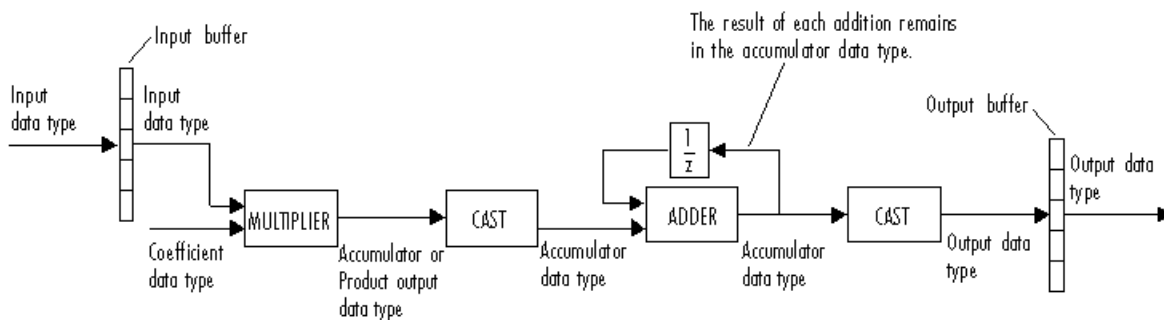 The result of each addition remains
in the accumulator data type.
Input buffer
Input
data type
Input
data type
Output buffer
1
z
Output data
type
MULTIPLIER
CAST
ADDER
CAST
Coefficient
data type
Accumulator or
Product output
data type
Accumulator
data type
Accumulator
data type
Output data
type